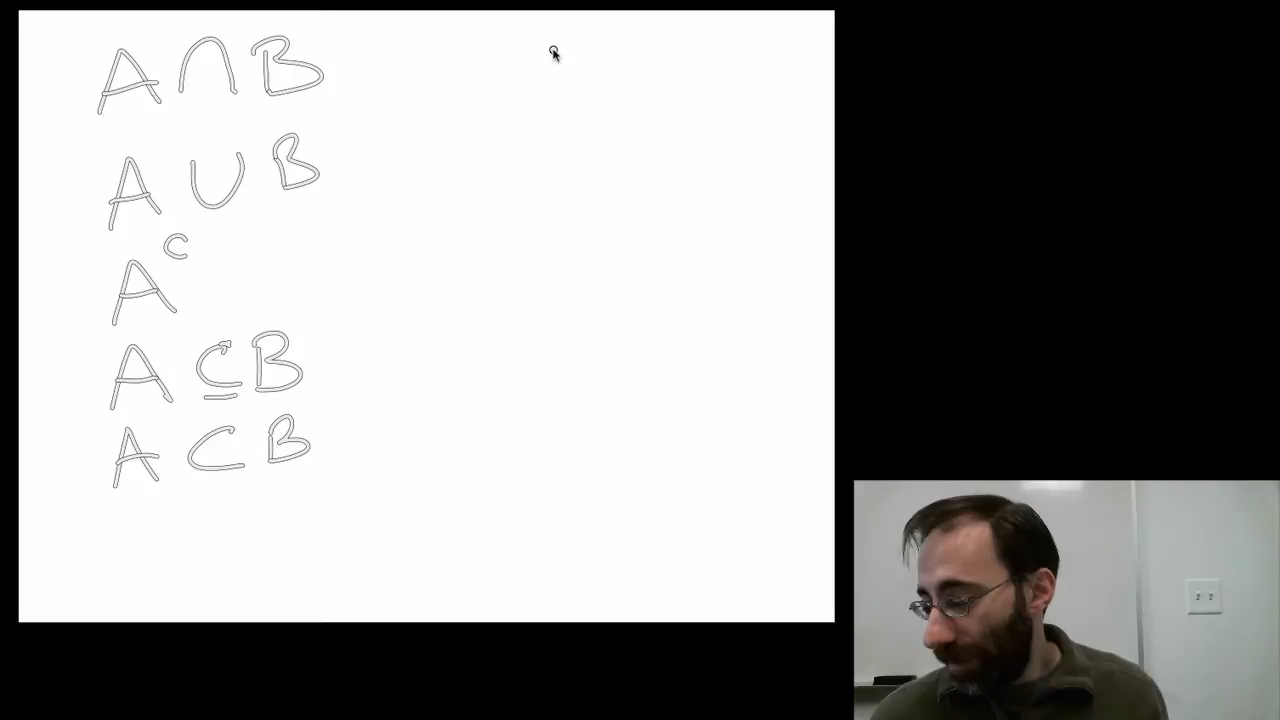 A ∩ B
A ∪ B
Aᶜ
A ⊆ B
A ⊂ B